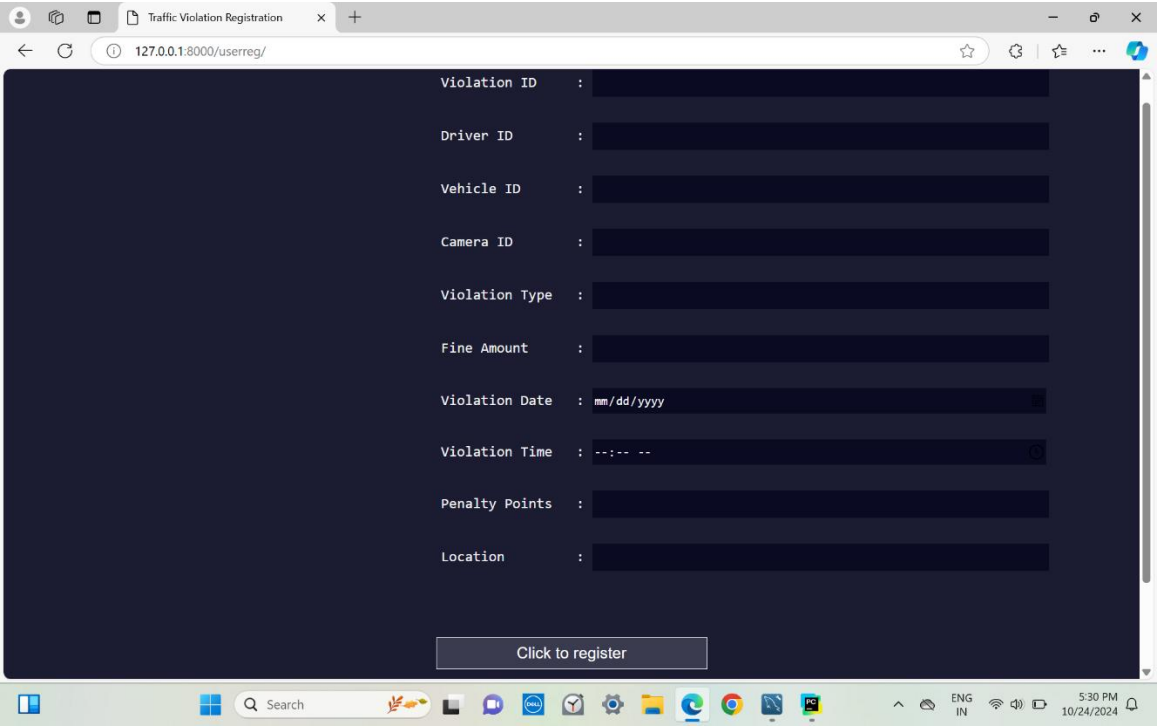 Traffic Violation Registration
127.0.0.1:8000/userreg/
Violation ID :
Driver ID :
Vehicle ID :
Camera ID :
Violation Type :
Fine Amount :
Violation Date : mm/dd/yyyy
Violation Time : --:-- --
Penalty Points :
Location :
Click to register
Search
DELL
PC
ENG
IN
5:30 PM
10/24/2024